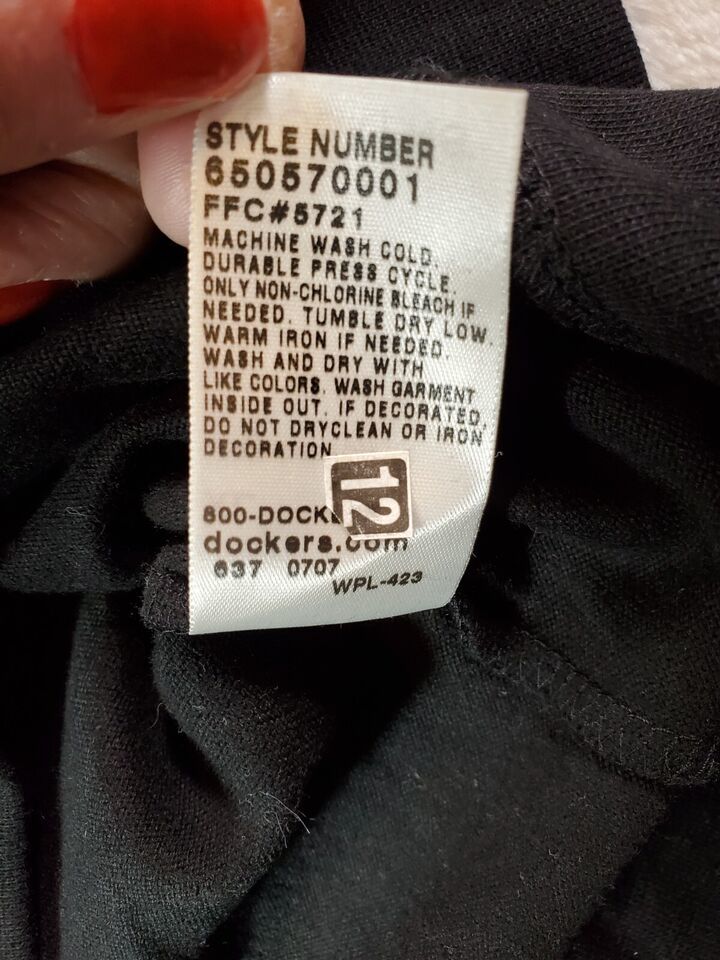 STYLE NUMBER
650570001
FFC#5721
MACHINE WASH COLD.
DURABLE PRESS CYCLE.
ONLY NON-CHLORINE BLEACH IF
NEEDED. TUMBLE DRY LOW.
WARM IRON IF NEEDED.
WASH AND DRY WITH
LIKE COLORS. WASH GARMENT
INSIDE OUT. IF DECORATED,
DO NOT DRYCLEAN OR IRON
DECORATION
12
800-DOCK
dockers.com
637 0707
WPL-423